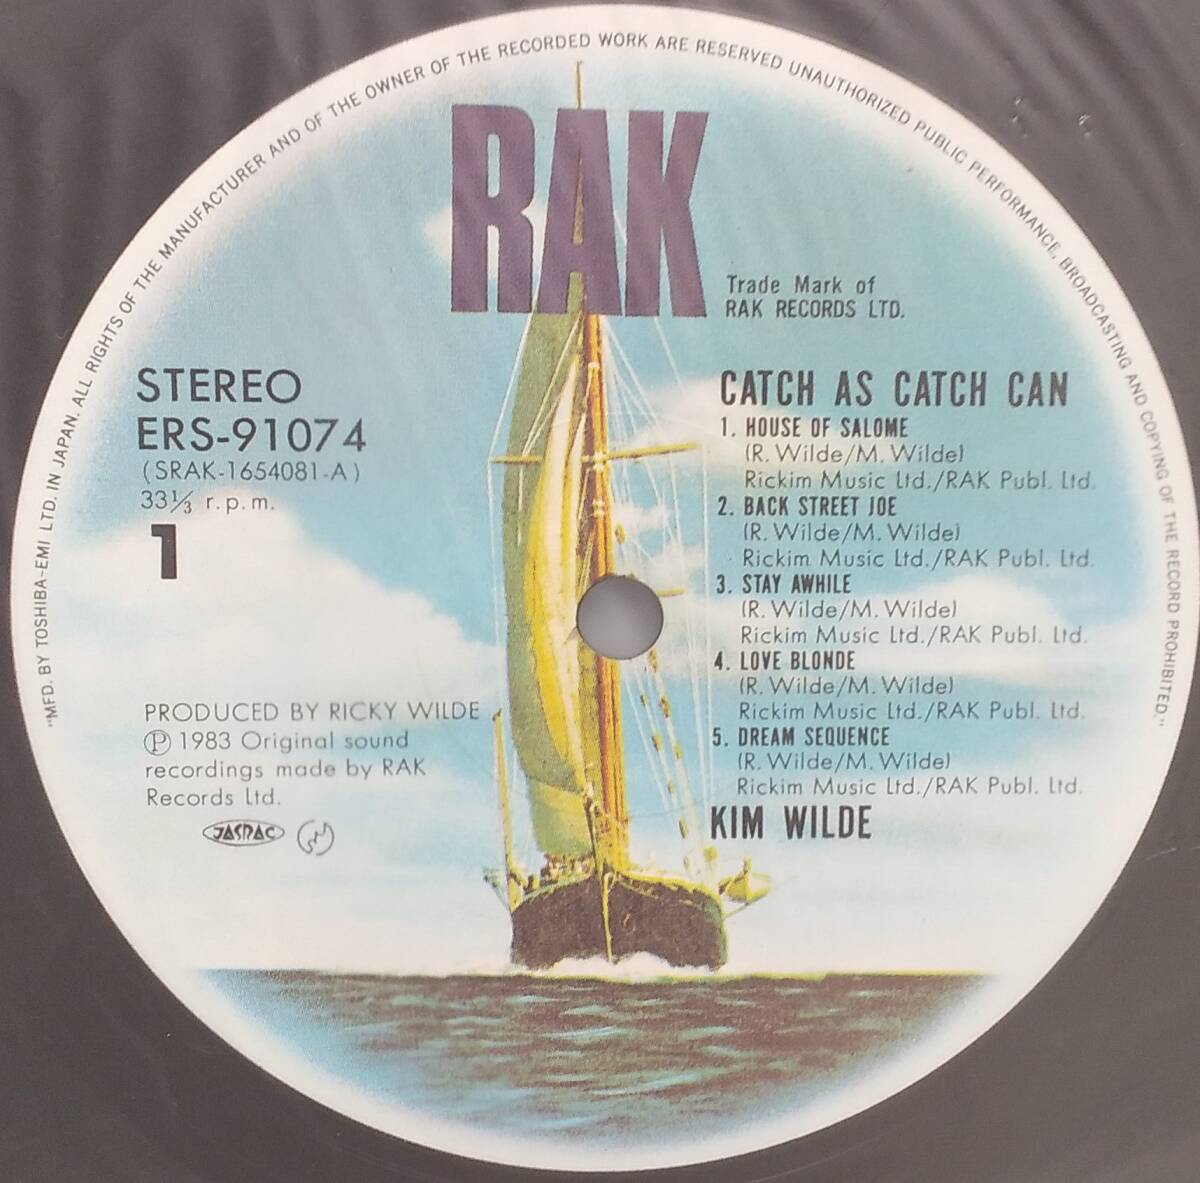 "MFD. BY TOSHIBA-EMI LTD. IN JAPAN. ALL RIGHTS OF THE MANUFACTURER AND OF THE OWNER OF THE RECORDED WORK ARE RESERVED UNAUTHORIZED PUBLIC PERFORMANCE, BROADCASTING AND COPYING OF THE RECORD PROHIBITED."
RAK
Trade Mark of
RAK RECORDS LTD.
STEREO
ERS-91074
(SRAK-1654081-A)
33⅓ r.p.m.
1
PRODUCED BY RICKY WILDE
Ⓟ 1983 Original sound
recordings made by RAK
Records Ltd.
JASRAC
CATCH AS CATCH CAN
1. HOUSE OF SALOME
(R. Wilde/M. Wilde)
Rickim Music Ltd./RAK Publ. Ltd.
2. BACK STREET JOE
(R. Wilde/M. Wilde)
Rickim Music Ltd./RAK Publ. Ltd.
3. STAY AWHILE
(R. Wilde/M. Wilde)
Rickim Music Ltd./RAK Publ. Ltd.
4. LOVE BLONDE
(R. Wilde/M. Wilde)
Rickim Music Ltd./RAK Publ. Ltd.
5. DREAM SEQUENCE
(R. Wilde/M. Wilde)
Rickim Music Ltd./RAK Publ. Ltd.
KIM WILDE